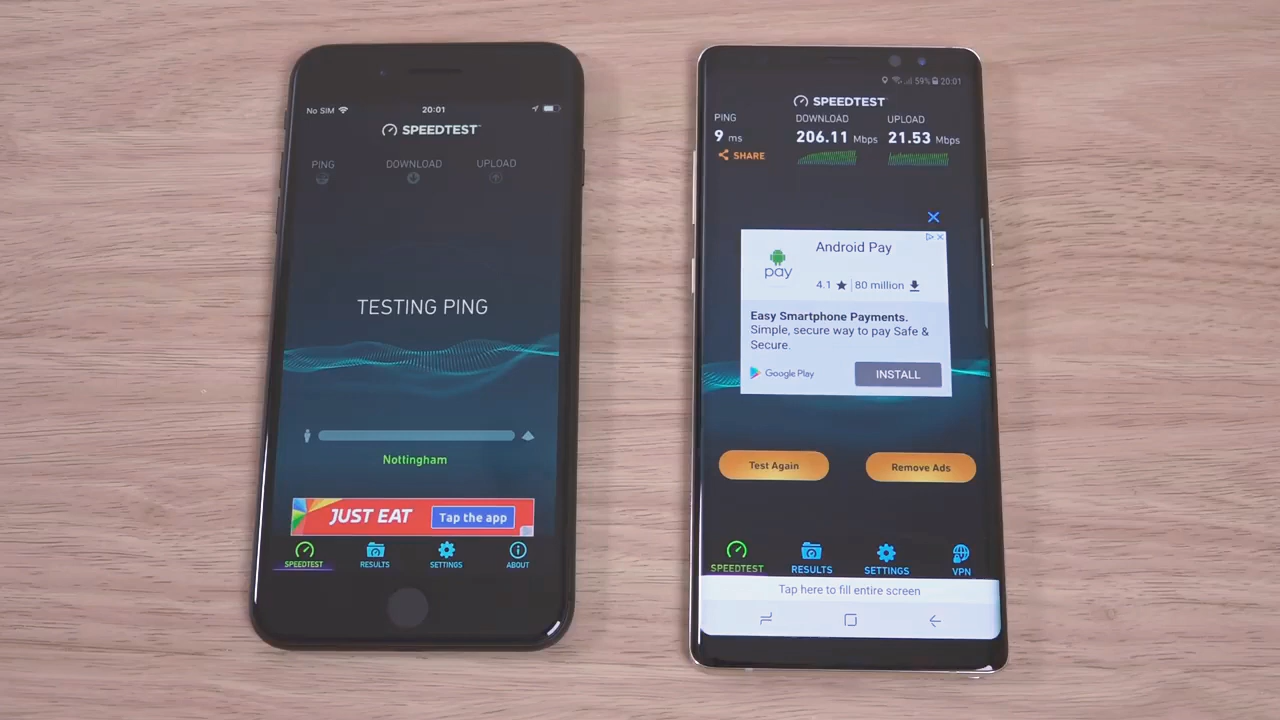 No SIM
20:01
SPEEDTEST
PING
DOWNLOAD
UPLOAD
TESTING PING
Nottingham
JUST EAT
Tap the app
SPEEDTEST
RESULTS
SETTINGS
ABOUT
59% 20:01
SPEEDTEST
PING
DOWNLOAD
UPLOAD
9 ms
206.11 Mbps
21.53 Mbps
SHARE
Android Pay
pay
4.1 ★ | 80 million
Easy Smartphone Payments.
Simple, secure way to pay Safe &
Secure.
Google Play
INSTALL
Test Again
Remove Ads
SPEEDTEST
RESULTS
SETTINGS
VPN
Tap here to fill entire screen